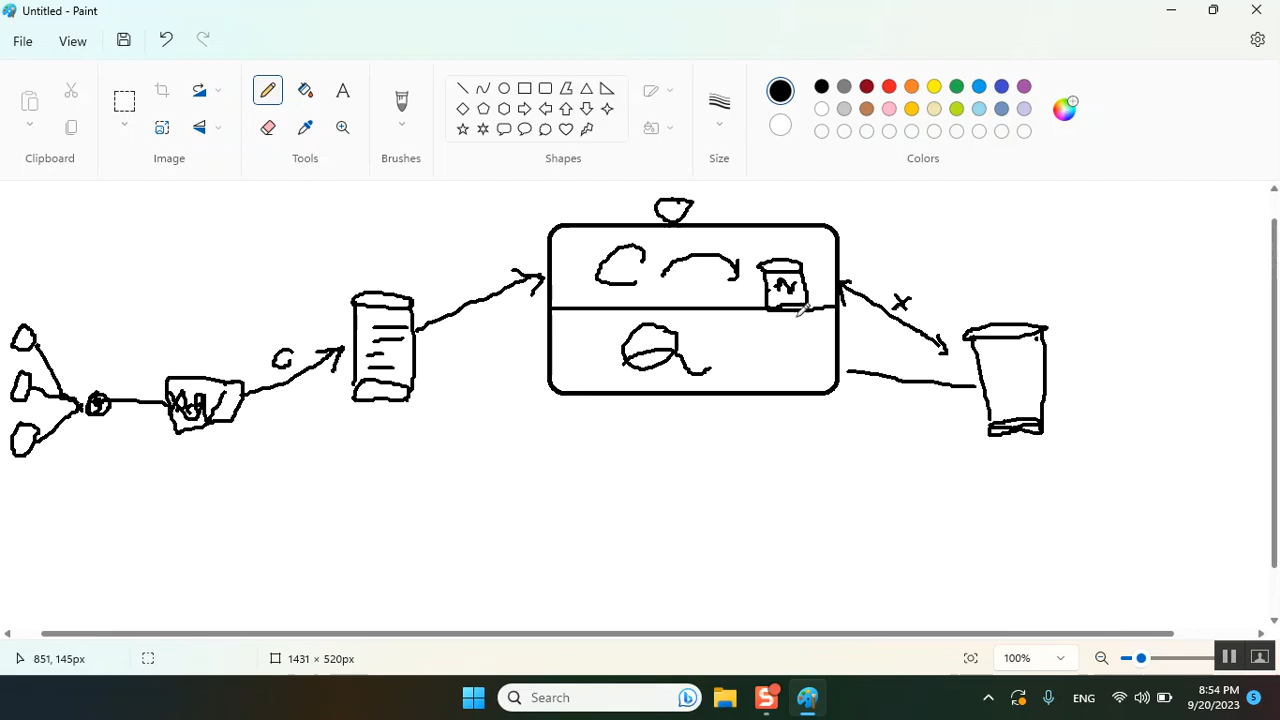 Untitled - Paint
File
View
A
Clipboard
Image
Tools
Brushes
Shapes
Size
Colors
C
N
X
C
Q
851, 145px
1431 × 520px
100%
Search
ENG
8:54 PM
9/20/2023
5